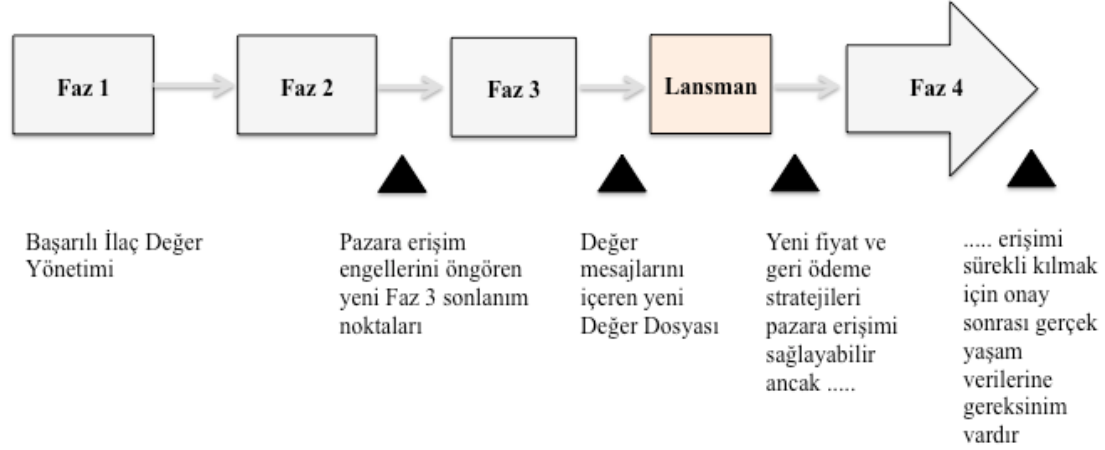 Faz 1
Faz 2
Faz 3
Lansman
Faz 4
Başarılı İlaç Değer
Yönetimi
Pazara erişim
engellerini öngören
yeni Faz 3 sonlanım
noktaları
Değer
mesajlarını
içeren yeni
Değer Dosyası
Yeni fiyat ve
geri ödeme
stratejileri
pazara erişimi
sağlayabilir
ancak .....
..... erişimi
sürekli kılmak
için onay
sonrası gerçek
yaşam
verilerine
gereksinim
vardır